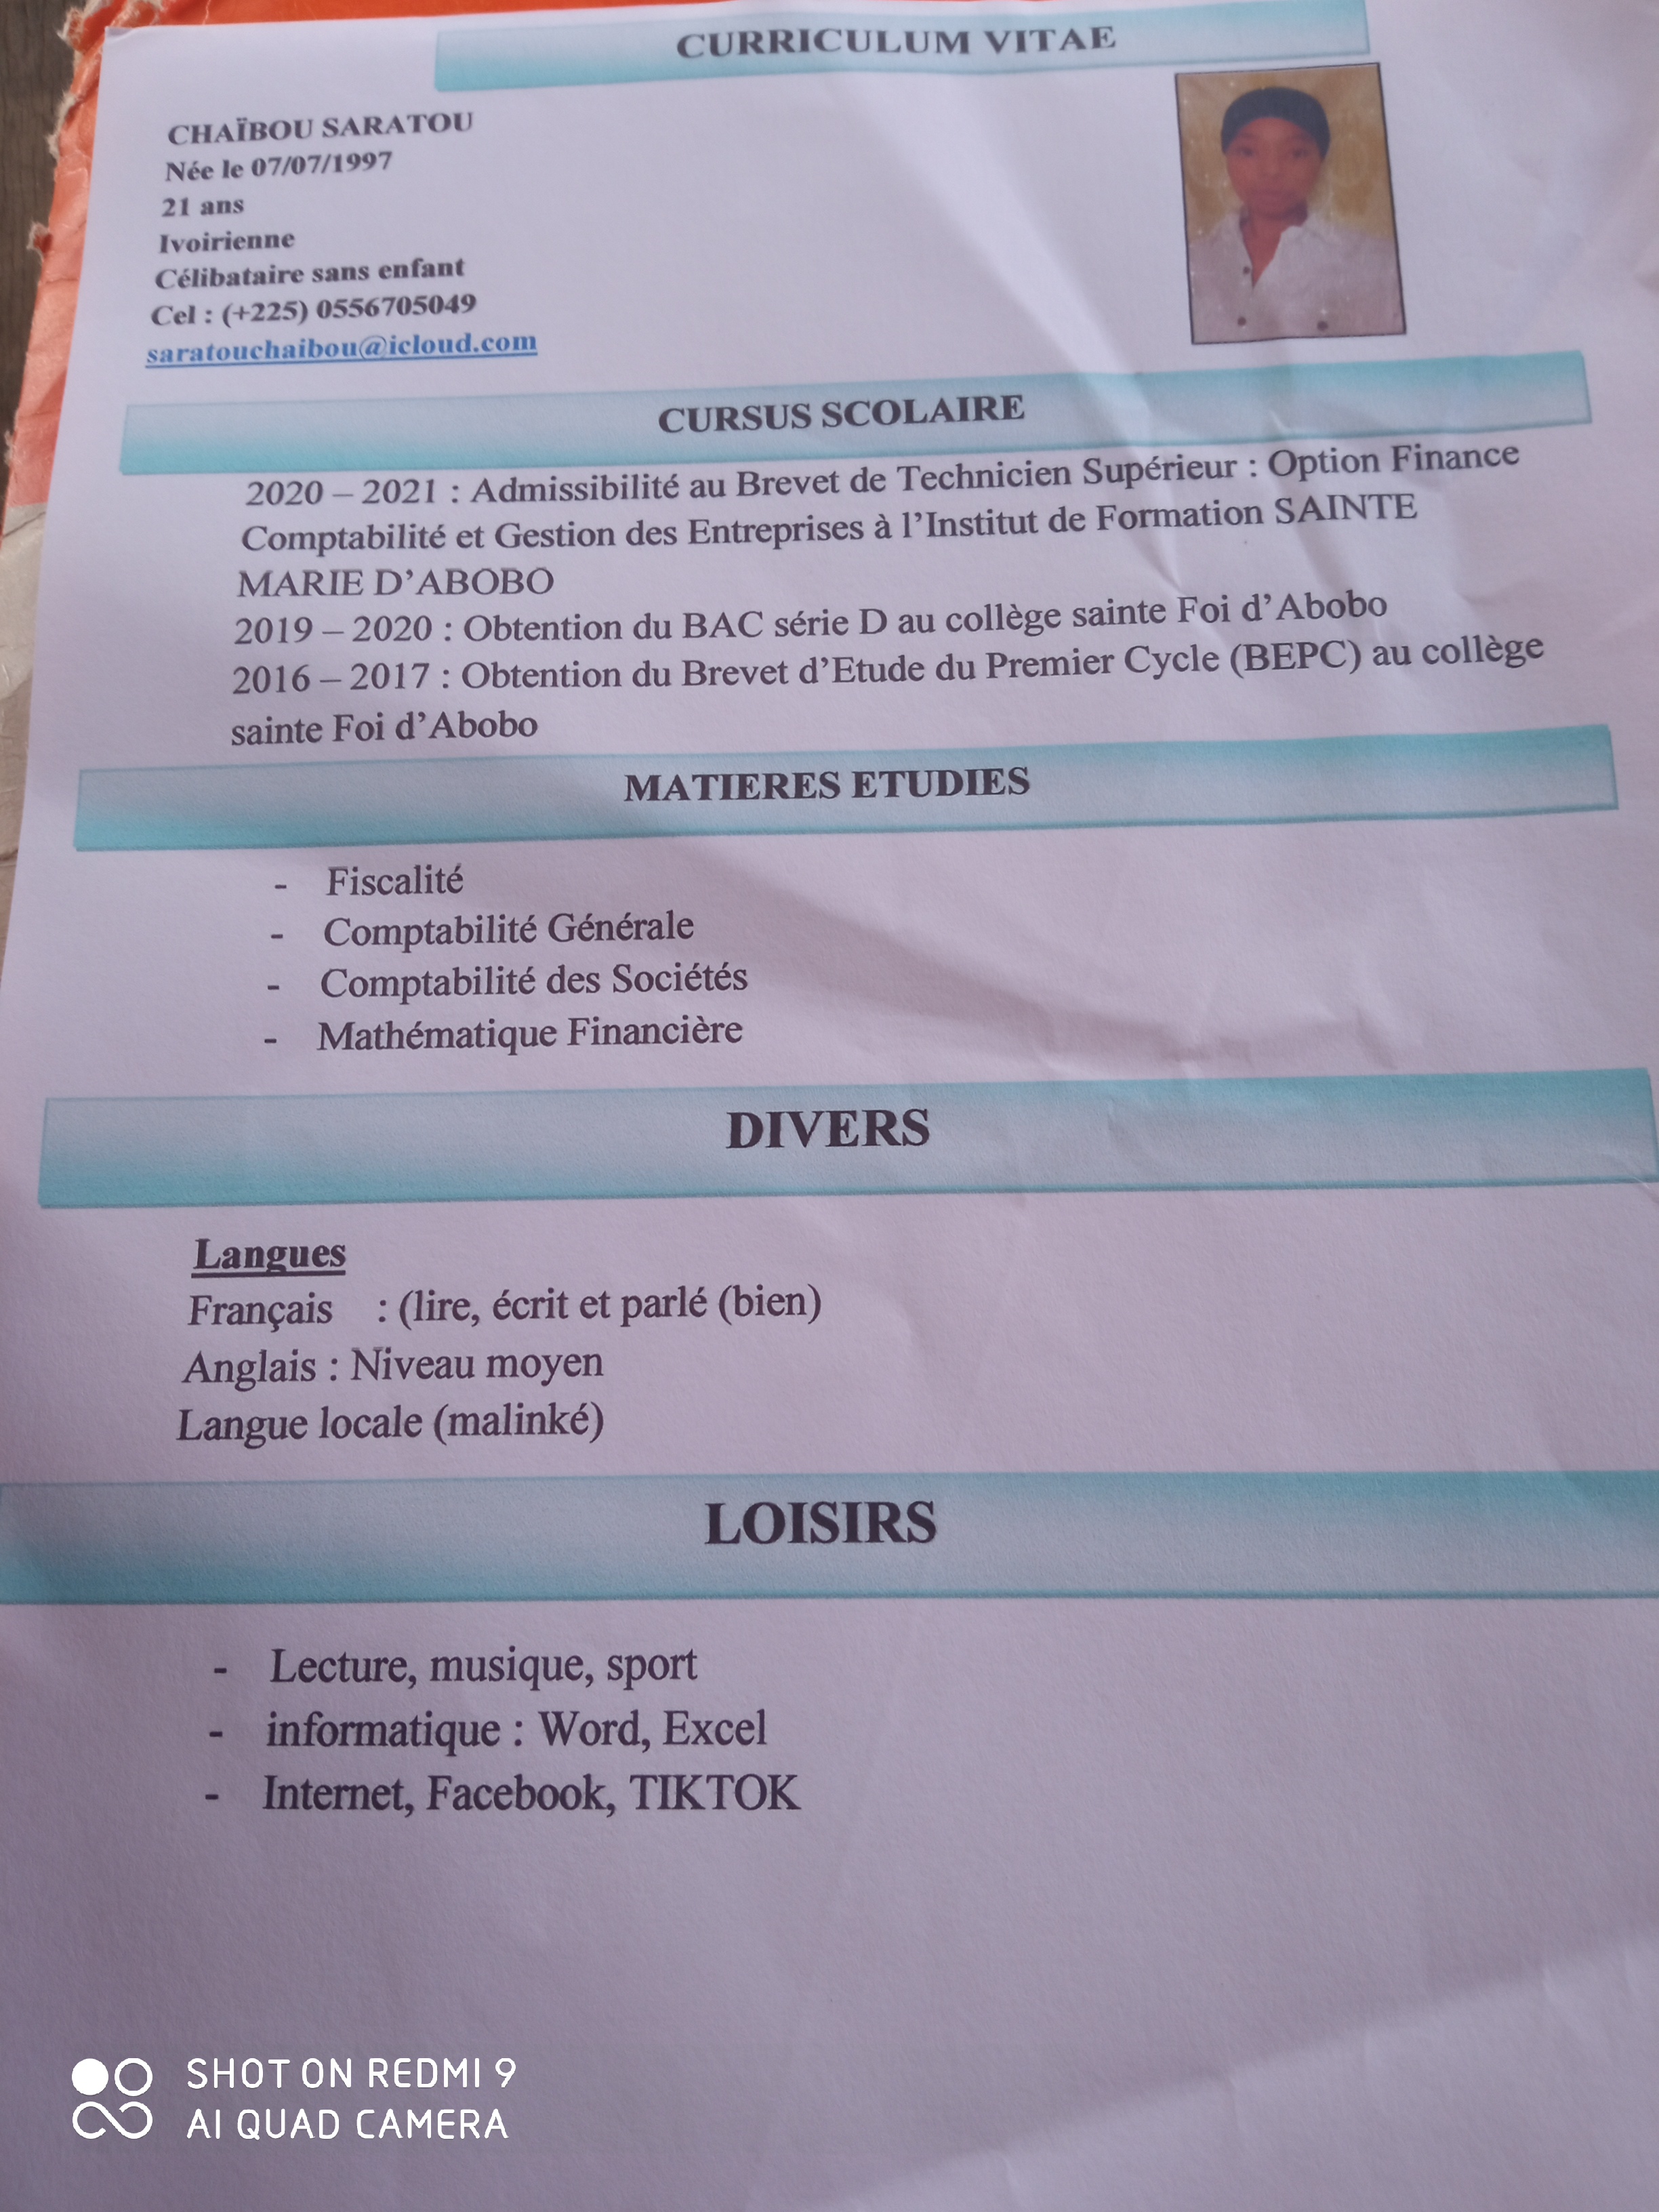 CURRICULUM VITAE
CHAÏBOU SARATOU
Née le 07/07/1997
21 ans
Ivoirienne
Célibataire sans enfant
Cel : (+225) 0556705049
saratouchaibou@icloud.com
CURSUS SCOLAIRE
2020 – 2021 : Admissibilité au Brevet de Technicien Supérieur : Option Finance
Comptabilité et Gestion des Entreprises à l'Institut de Formation SAINTE
MARIE D'ABOBO
2019 – 2020 : Obtention du BAC série D au collège sainte Foi d'Abobo
2016 – 2017 : Obtention du Brevet d'Etude du Premier Cycle (BEPC) au collège
sainte Foi d'Abobo
MATIERES ETUDIES
- Fiscalité
- Comptabilité Générale
- Comptabilité des Sociétés
- Mathématique Financière
DIVERS
Langues
Français : (lire, écrit et parlé (bien)
Anglais : Niveau moyen
Langue locale (malinké)
LOISIRS
- Lecture, musique, sport
- informatique : Word, Excel
- Internet, Facebook, TIKTOK
SHOT ON REDMI 9
AI QUAD CAMERA